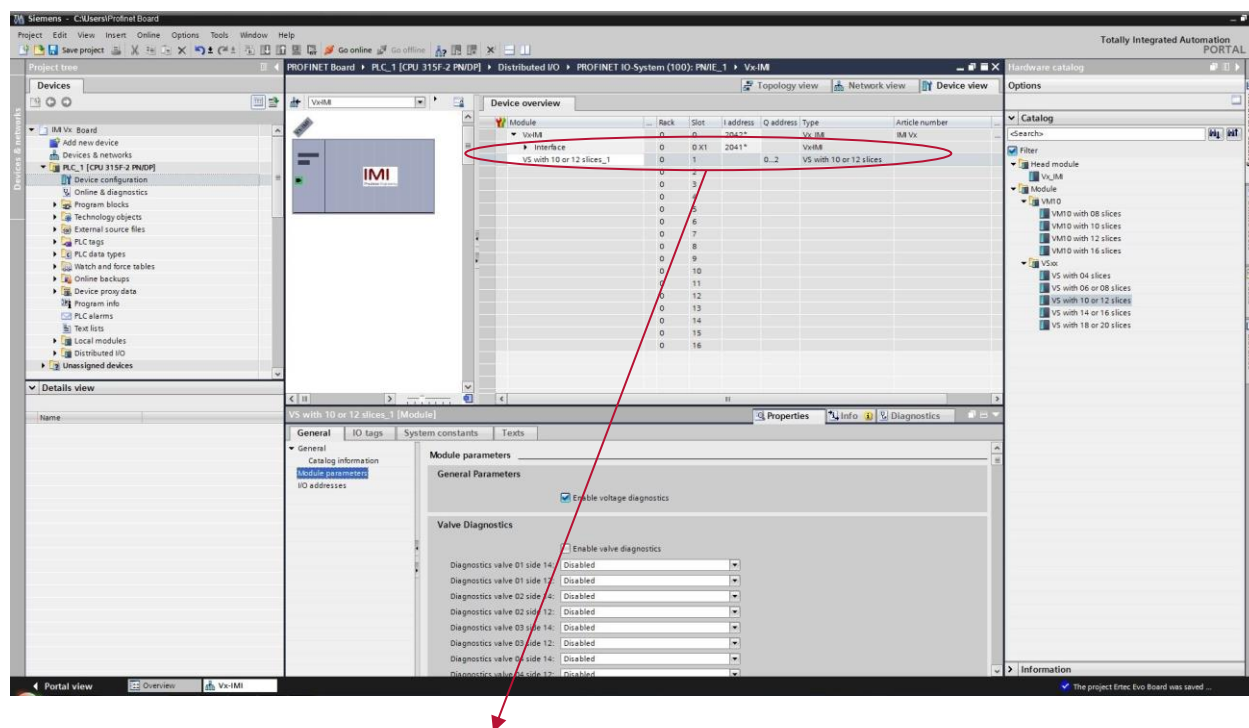 Siemens - C:\Users\Profinet Board
Project Edit View Insert Online Options Tools Window Help
Save project Go online Go offline
Totally Integrated Automation
PORTAL
Project tree
Devices
Devices & networks
IMI Vx Board
Add new device
Devices & networks
PLC_1 [CPU 315F-2 PN/DP]
Device configuration
Online & diagnostics
Program blocks
Technology objects
External source files
PLC tags
PLC data types
Watch and force tables
Online backups
Device proxy data
Program info
PLC alarms
Text lists
Local modules
Distributed I/O
Unassigned devices
Details view
Name
PROFINET Board PLC_1 [CPU 315F-2 PN/DP] Distributed I/O PROFINET IO-System (100): PN/IE_1 Vx-IMI
Topology view Network view Device view
Vx-IMI
IMI
Device overview
Module ... Rack Slot I address Q address Type Article number ...
Vx-IMI 0 0 2042* Vx_IMI IMI Vx
Interface 0 0 X1 2041* Vx-IMI
VS with 10 or 12 slices_1 0 1 0...2 VS with 10 or 12 slices
0 2
0 3
0 4
0 5
0 6
0 7
0 8
0 9
0 10
0 11
0 12
0 13
0 14
0 15
0 16
VS with 10 or 12 slices_1 [Module]
Properties Info Diagnostics
General IO tags System constants Texts
General
Catalog information
Module parameters
I/O addresses
Module parameters
General Parameters
Enable voltage diagnostics
Valve Diagnostics
Enable valve diagnostics
Diagnostics valve 01 side 14: Disabled
Diagnostics valve 01 side 12: Disabled
Diagnostics valve 02 side 14: Disabled
Diagnostics valve 02 side 12: Disabled
Diagnostics valve 03 side 14: Disabled
Diagnostics valve 03 side 12: Disabled
Diagnostics valve 04 side 14: Disabled
Diagnostics valve 04 side 12: Disabled
Hardware catalog
Options
Catalog
<Search>
Filter
Head module
Vx_IMI
Module
VM10
VM10 with 08 slices
VM10 with 10 slices
VM10 with 12 slices
VM10 with 16 slices
VSxx
VS with 04 slices
VS with 06 or 08 slices
VS with 10 or 12 slices
VS with 14 or 16 slices
VS with 18 or 20 slices
Information
Portal view Overview Vx-IMI
The project Ertec Evo Board was saved ...